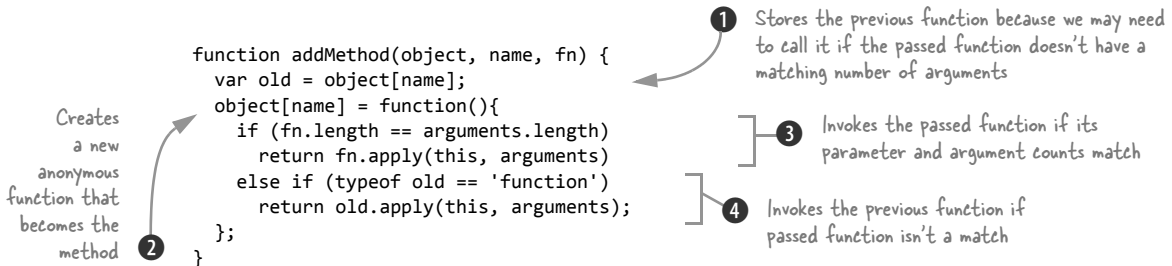 1 Stores the previous function because we may need
to call it if the passed function doesn't have a
matching number of arguments
function addMethod(object, name, fn) {
  var old = object[name];
  object[name] = function(){
    if (fn.length == arguments.length)
      return fn.apply(this, arguments)
    else if (typeof old == 'function')
      return old.apply(this, arguments);
  };
}
Creates
a new
anonymous
function that
becomes the
method 2
3 Invokes the passed function if its
parameter and argument counts match
4 Invokes the previous function if
passed function isn't a match